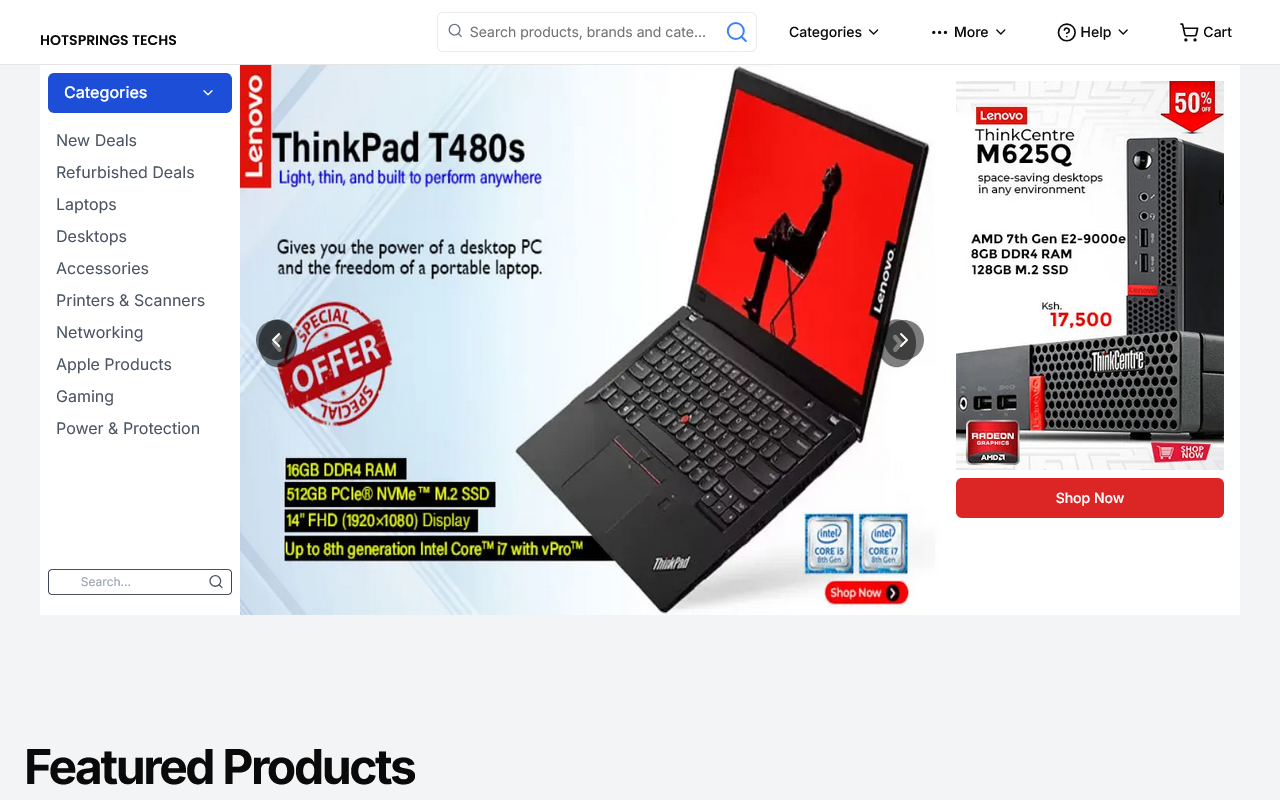 HOTSPRINGS TECHS
Search products, brands and cate...
Categories
More
Help
Cart
Categories
New Deals
Refurbished Deals
Laptops
Desktops
Accessories
Printers & Scanners
Networking
Apple Products
Gaming
Power & Protection
Search...
Lenovo
ThinkPad T480s
Light, thin, and built to perform anywhere
Gives you the power of a desktop PC
and the freedom of a portable laptop.
SPECIAL
OFFER
SPECIAL
16GB DDR4 RAM
512GB PCIe® NVMe™ M.2 SSD
14" FHD (1920×1080) Display
Up to 8th generation Intel Core™ i7 with vPro™
Lenovo
ThinkPad
intel
CORE i5
8th Gen
intel
CORE i7
8th Gen
Shop Now
50%
OFF
Lenovo
ThinkCentre
M625Q
space-saving desktops
in any environment
AMD 7th Gen E2-9000e
8GB DDR4 RAM
128GB M.2 SSD
Ksh.
17,500
Lenovo
ThinkCentre
Lenovo
RADEON
GRAPHICS
AMD
SHOP
NOW
Shop Now
Featured Products